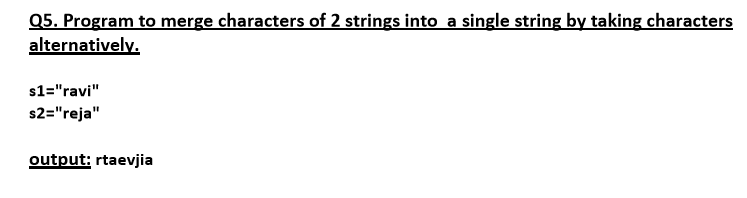 Q5. Program to merge characters of 2 strings into  a single string by taking characters
alternatively.
s1="ravi"
s2="reja"
output: rtaevjia